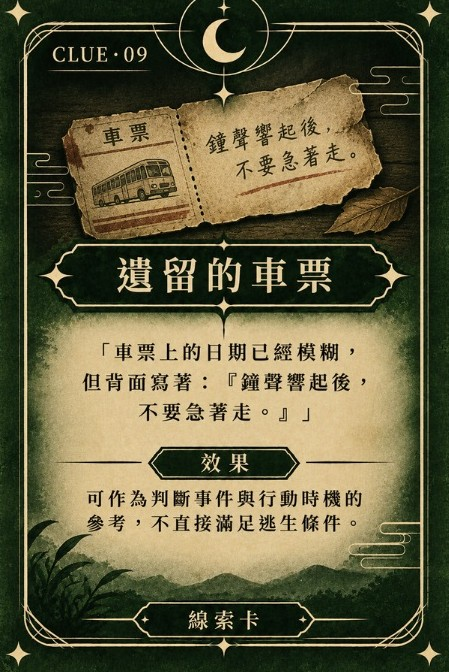 CLUE·09
車票
鐘聲響起後，
不要急著走。
遺留的車票
「車票上的日期已經模糊，
但背面寫著：『鐘聲響起後，
不要急著走。』」
效果
可作為判斷事件與行動時機的
參考，不直接滿足逃生條件。
線索卡